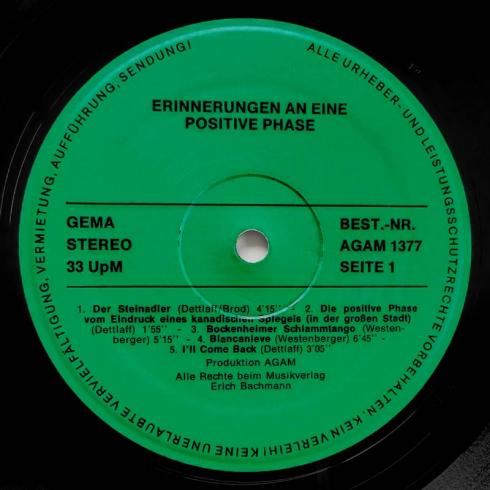 ALLE URHEBER- UND LEISTUNGSSCHUTZRECHTE VORBEHALTEN. KEIN VERLEIH! KEINE UNERLAUBTE VERVIELFÄLTIGUNG, VERMIETUNG, AUFFÜHRUNG, SENDUNG!
ERINNERUNGEN AN EINE
POSITIVE PHASE
GEMA
STEREO
33 UpM
BEST.-NR.
AGAM 1377
SEITE 1
1. Der Steinadler (Dettlaff/Brod) 4'15'' - 2. Die positive Phase
vom Eindruck eines kanadischen Spiegels (in der großen Stadt)
(Dettlaff) 1'55'' - 3. Bockenheimer Schlammtango (Westen-
berger) 5'15'' - 4. Blancanieve (Westenberger) 6'45'' -
5. I'll Come Back (Dettlaff) 3'05''
Produktion AGAM
Alle Rechte beim Musikverlag
Erich Bachmann